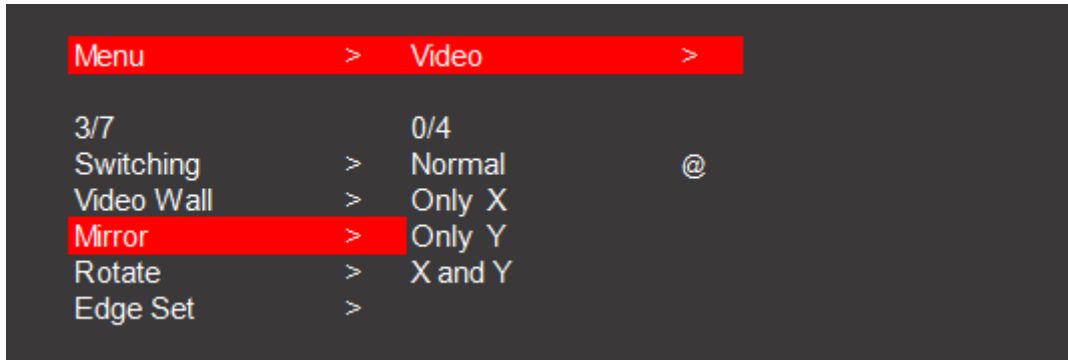 Menu > Video >
3/7 0/4
Switching > Normal @
Video Wall > Only X
Mirror > Only Y
Rotate > X and Y
Edge Set >